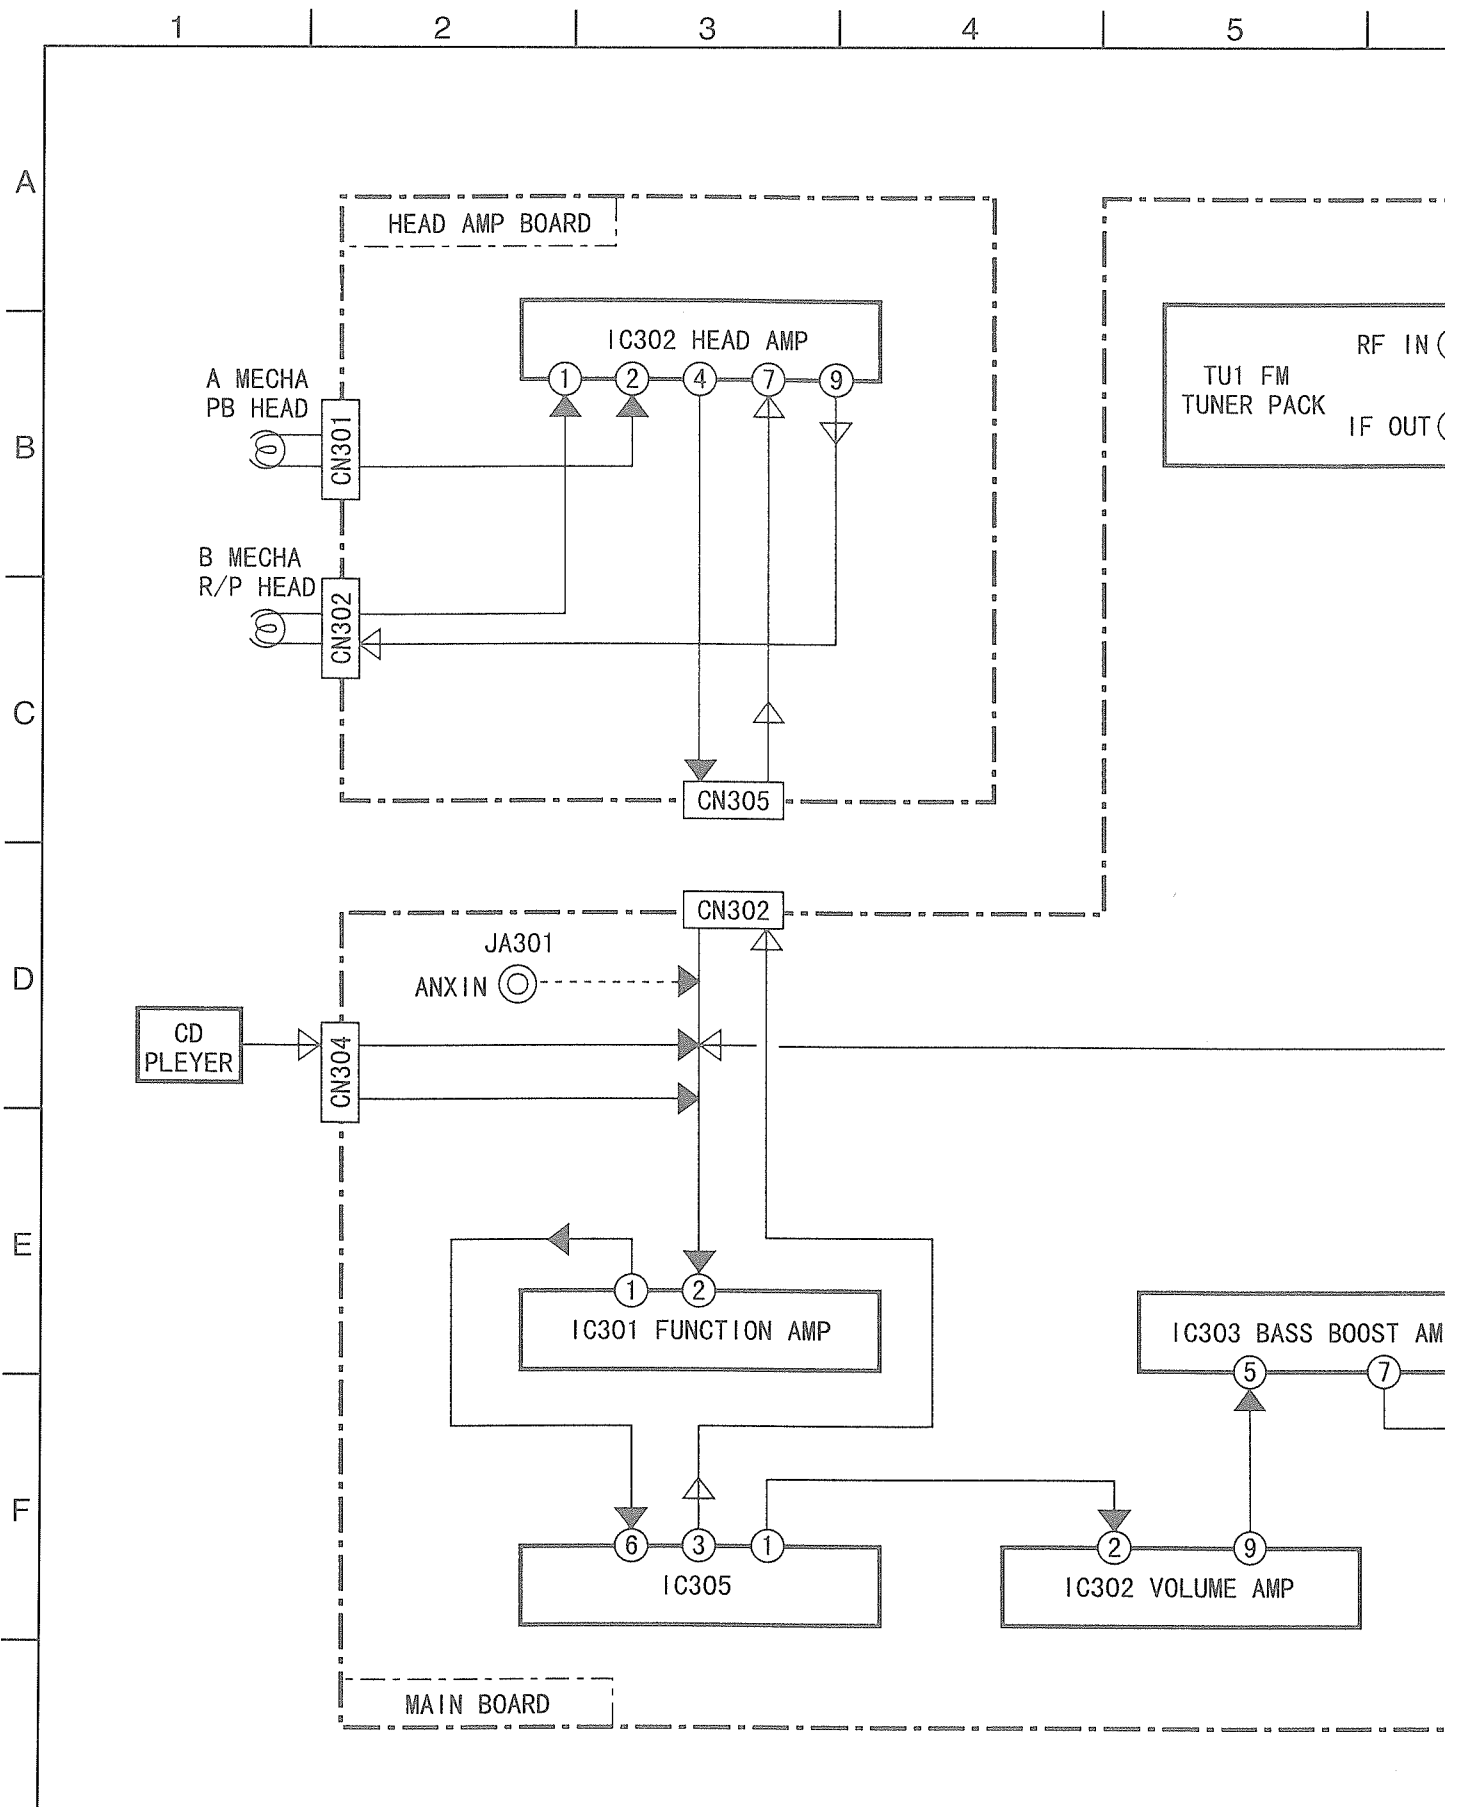 1 2 3 4 5
A
HEAD AMP BOARD
IC302 HEAD AMP
1 2 4 7 9
A MECHA
PB HEAD
CN301
B
RF IN
TU1 FM
TUNER PACK
IF OUT
B MECHA
R/P HEAD
CN302
C
CN305
CN302
D
JA301
ANXIN
CD
PLEYER
CN304
E
1 2
IC301 FUNCTION AMP
IC303 BASS BOOST AM
5 7
F
6 3 1
IC305
2 9
IC302 VOLUME AMP
MAIN BOARD